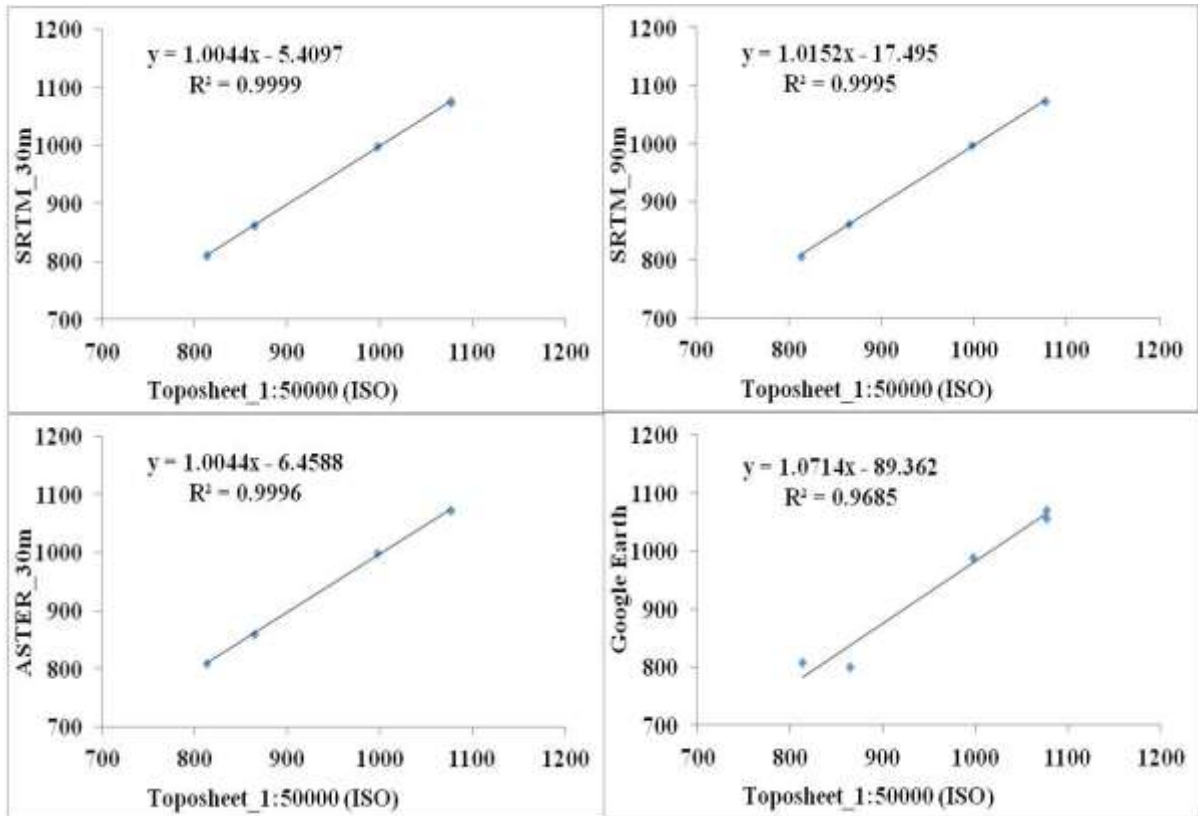 1200
1100
1000
900
800
700
SRTM_30m
y = 1.0044x - 5.4097
R² = 0.9999
700 800 900 1000 1100 1200
Toposheet_1:50000 (ISO)
1200
1100
1000
900
800
700
SRTM_90m
y = 1.0152x - 17.495
R² = 0.9995
700 800 900 1000 1100 1200
Toposheet_1:50000 (ISO)
1200
1100
1000
900
800
700
ASTER_30m
y = 1.0044x - 6.4588
R² = 0.9996
700 800 900 1000 1100 1200
Toposheet_1:50000 (ISO)
1200
1100
1000
900
800
700
Google Earth
y = 1.0714x - 89.362
R² = 0.9685
700 800 900 1000 1100 1200
Toposheet_1:50000 (ISO)